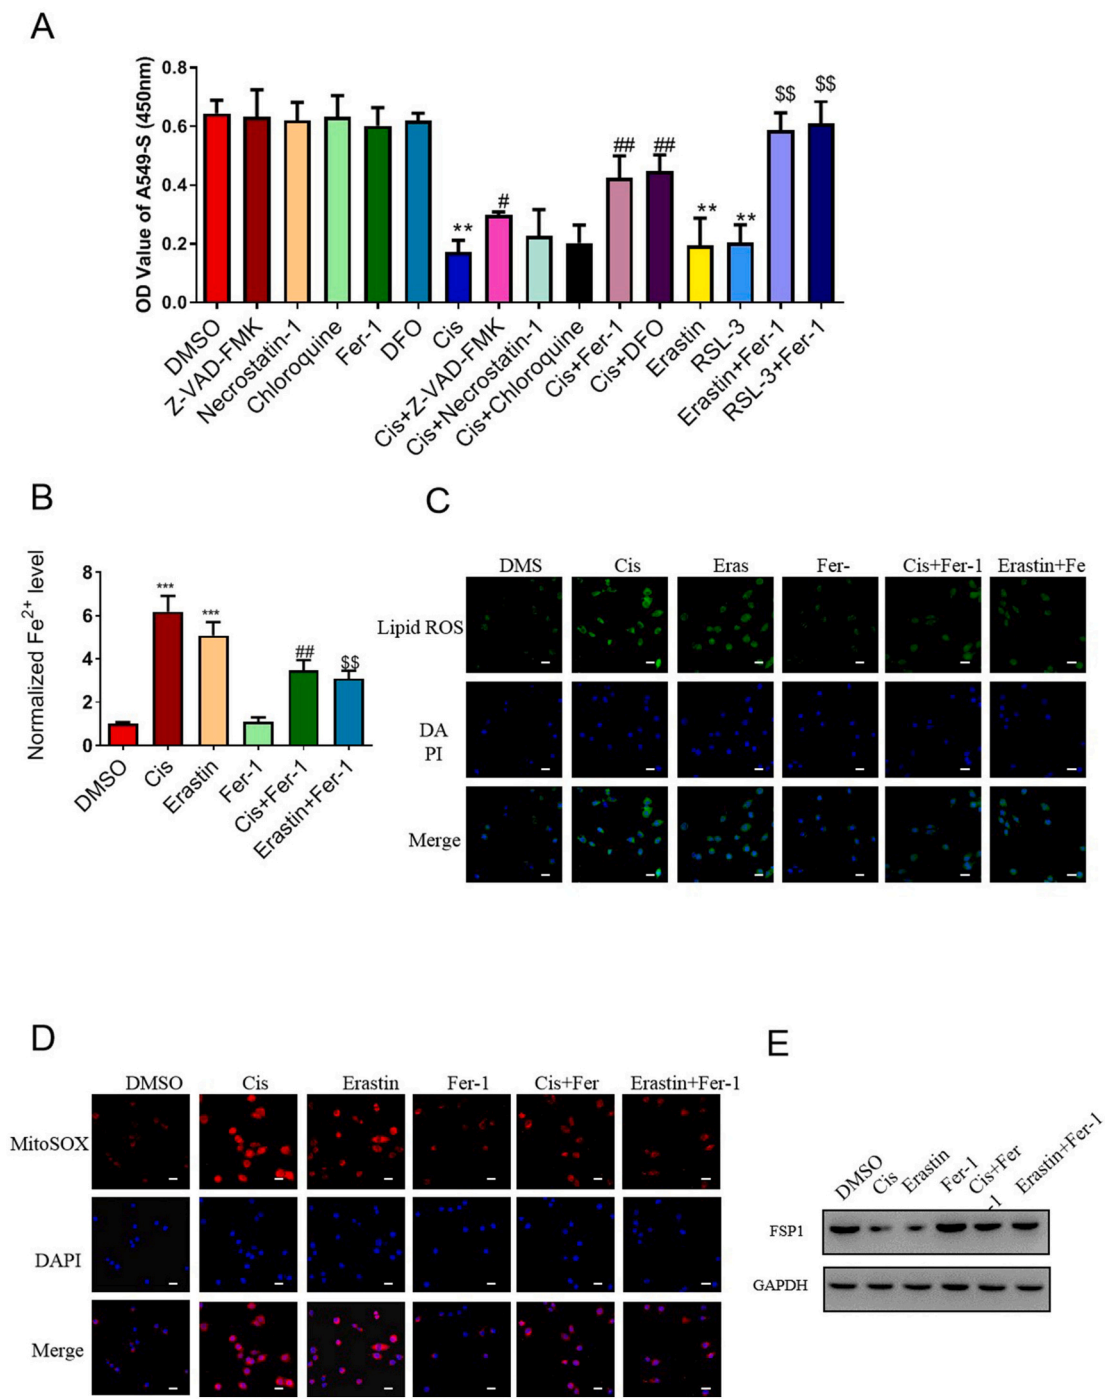 A
OD Value of A549-S (450nm)
0.8
0.6
0.4
0.2
0.0
**
#
##
##
**
**
$$
$$
DMSO
Z-VAD-FMK
Necrostatin-1
Chloroquine
Fer-1
DFO
Cis
Cis+Z-VAD-FMK
Cis+Necrostatin-1
Cis+Chloroquine
Cis+Fer-1
Cis+DFO
Erastin
RSL-3
Erastin+Fer-1
RSL-3+Fer-1
B
Normalized Fe²⁺ level
8
6
4
2
0
***
***
##
$$
DMSO
Cis
Erastin
Fer-1
Cis+Fer-1
Erastin+Fer-1
C
DMS Cis Eras Fer- Cis+Fer-1 Erastin+Fe
Lipid ROS
DA
PI
Merge
D
DMSO Cis Erastin Fer-1 Cis+Fer Erastin+Fer-1
MitoSOX
DAPI
Merge
E
DMSO
Cis
Erastin
Fer-1
Cis+Fer
-1
Erastin+Fer-1
FSP1
GAPDH